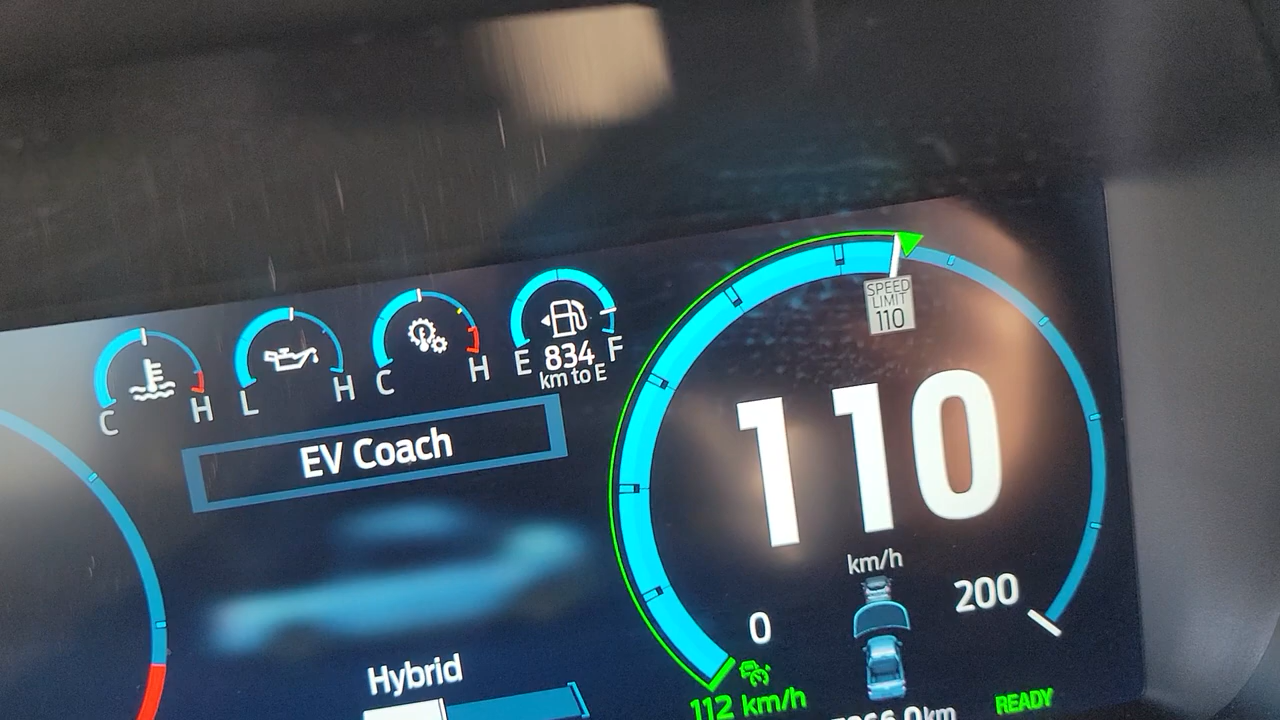 C H
L H
C H
E 834 F
km to E
EV Coach
Hybrid
SPEED
LIMIT
110
110
km/h
0
200
112 km/h
READY